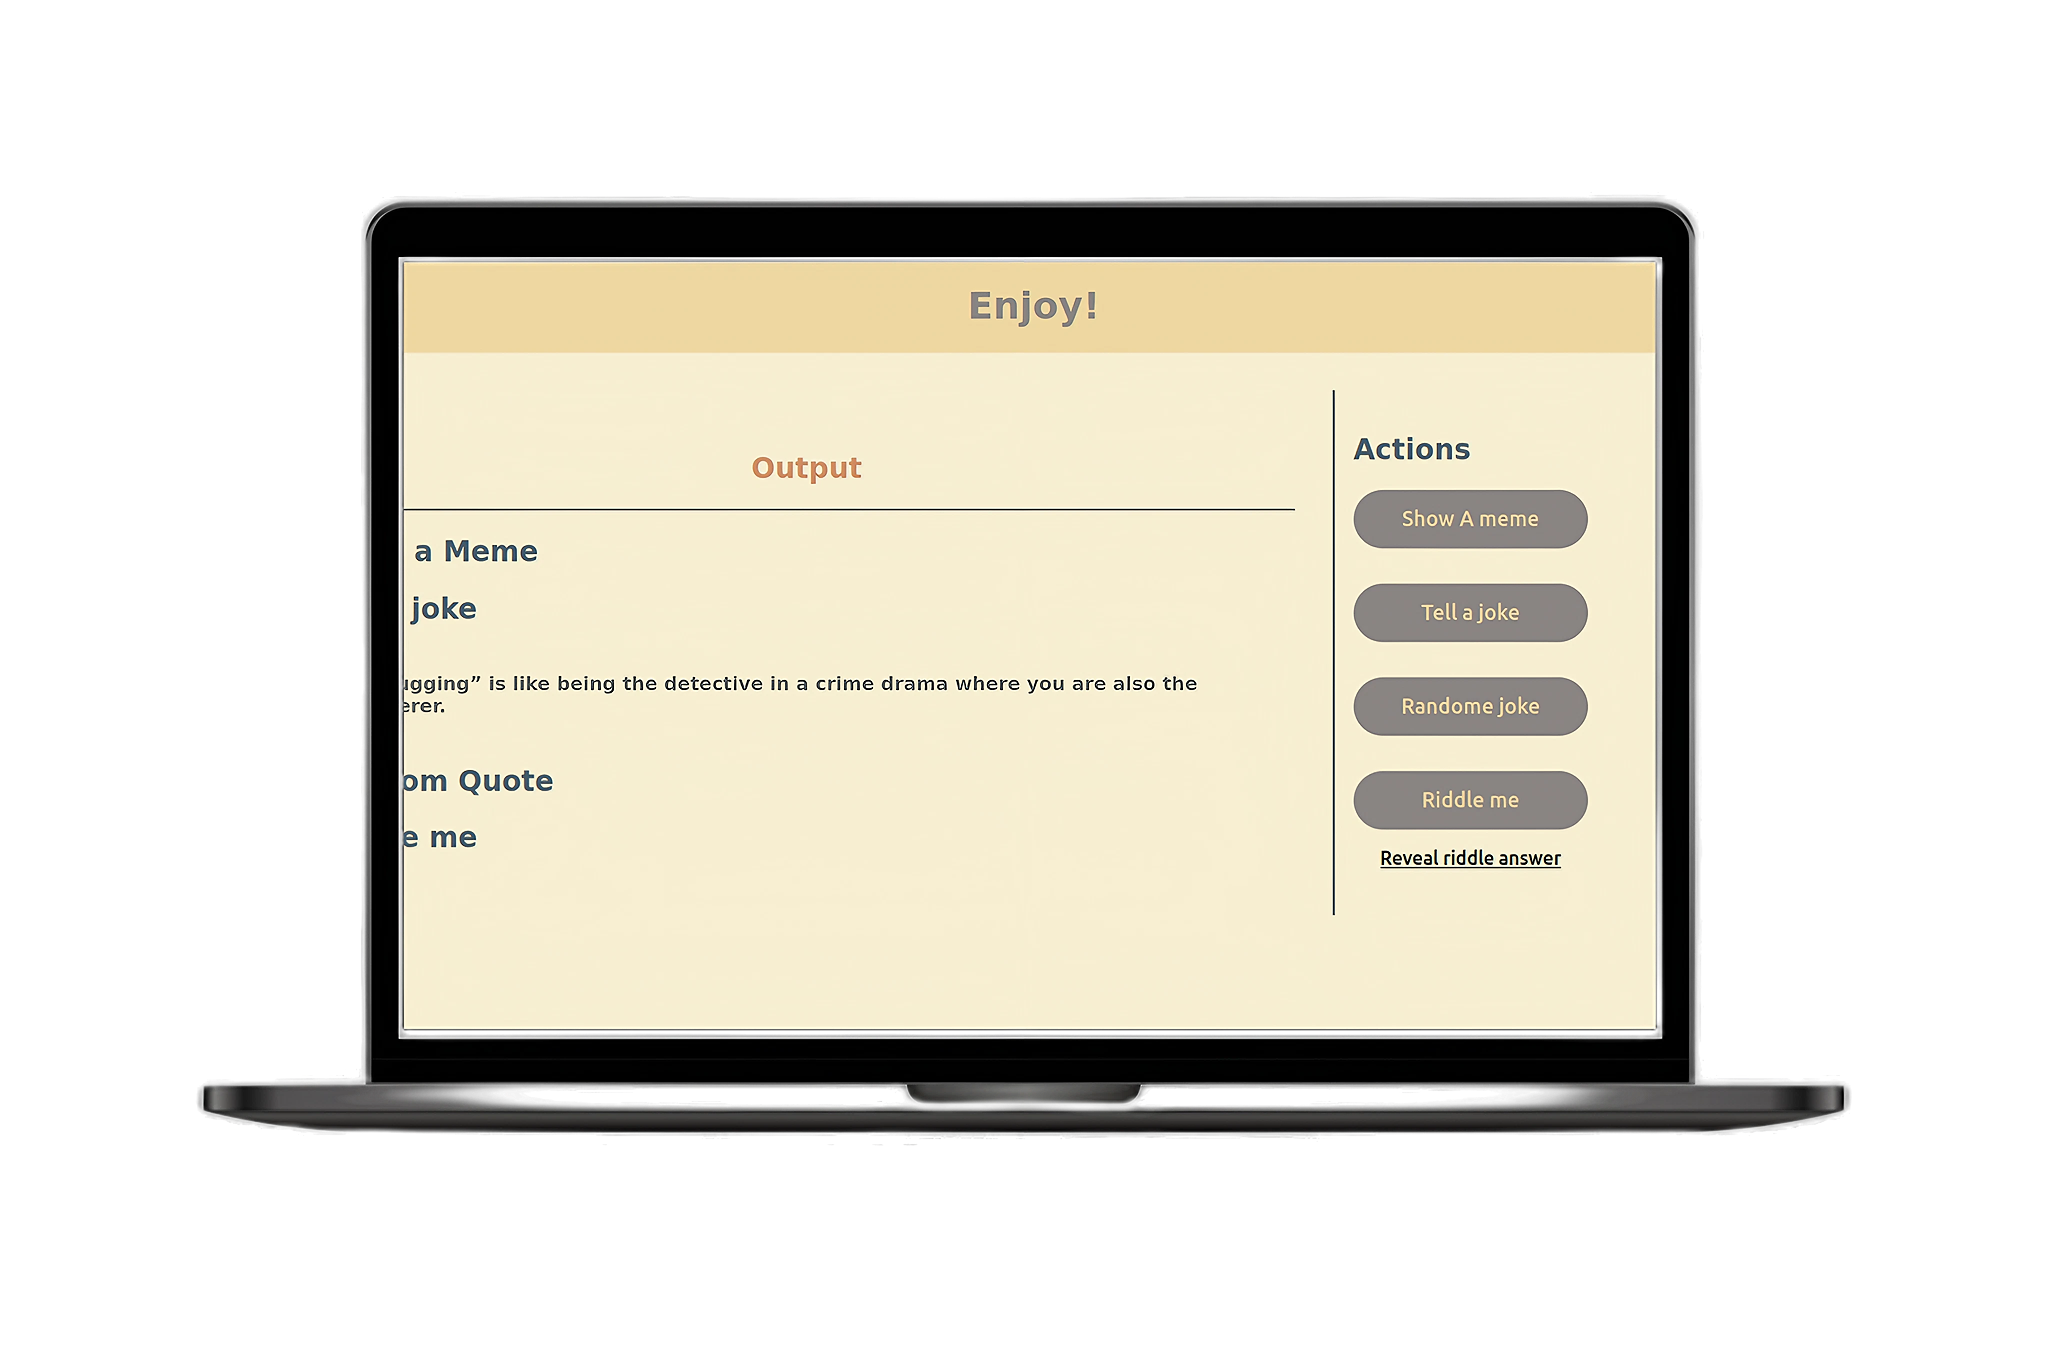 Enjoy!
Output
a Meme
joke
ugging” is like being the detective in a crime drama where you are also the
erer.
om Quote
e me
Actions
Show A meme
Tell a joke
Randome joke
Riddle me
Reveal riddle answer